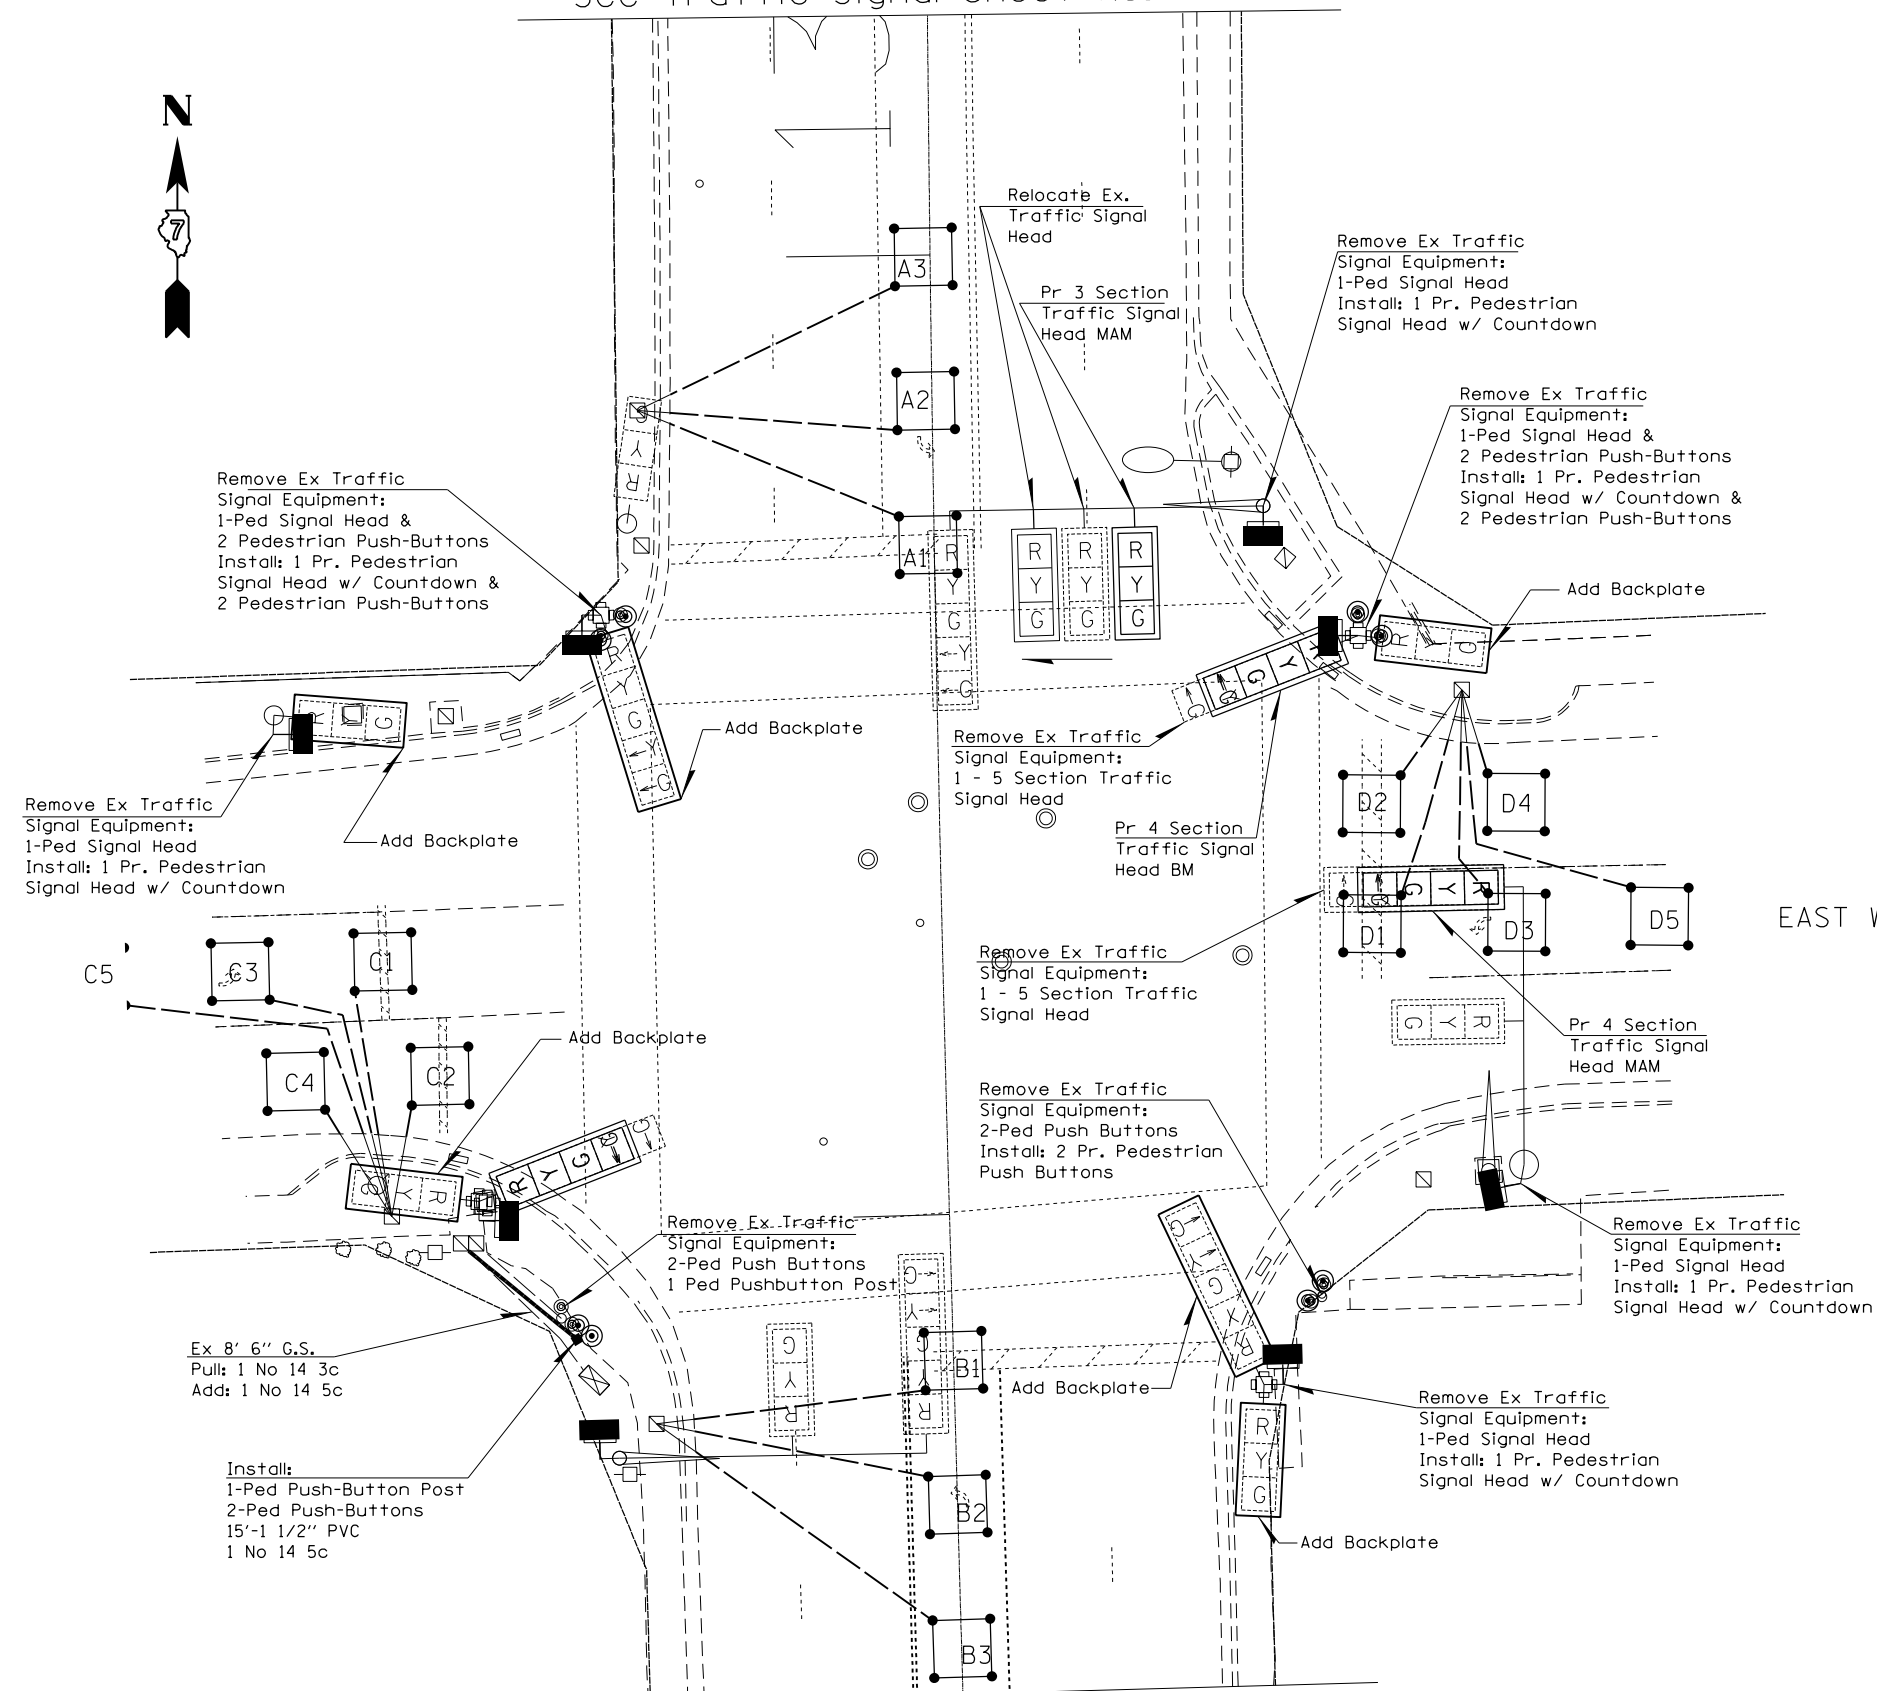 N
7
Relocate Ex.
Traffic Signal
Head
Pr 3 Section
Traffic Signal
Head MAM
Remove Ex Traffic
Signal Equipment:
1-Ped Signal Head
Install: 1 Pr. Pedestrian
Signal Head w/ Countdown
Remove Ex Traffic
Signal Equipment:
1-Ped Signal Head &
2 Pedestrian Push-Buttons
Install: 1 Pr. Pedestrian
Signal Head w/ Countdown &
2 Pedestrian Push-Buttons
Remove Ex Traffic
Signal Equipment:
1-Ped Signal Head &
2 Pedestrian Push-Buttons
Install: 1 Pr. Pedestrian
Signal Head w/ Countdown &
2 Pedestrian Push-Buttons
A3
A2
A1
G
Y
R
R
Y
G
Y
G
R
Y
G
R
Y
G
R
Y
G
Add Backplate
R Y G
R Y G
R
Y
G
Y
G
Add Backplate
R Y G
G
G
Remove Ex Traffic
Signal Equipment:
1 - 5 Section Traffic
Signal Head
Pr 4 Section
Traffic Signal
Head BM
Remove Ex Traffic
Signal Equipment:
1-Ped Signal Head
Install: 1 Pr. Pedestrian
Signal Head w/ Countdown
Add Backplate
D2
D4
G Y R
D1
D3
D5
EAST
C5
C3
C1
C4
C2
Remove Ex Traffic
Signal Equipment:
1 - 5 Section Traffic
Signal Head
G Y R
Pr 4 Section
Traffic Signal
Head MAM
Add Backplate
G Y R
R Y G
G
G
Remove Ex Traffic
Signal Equipment:
2-Ped Push Buttons
Install: 2 Pr. Pedestrian
Push Buttons
Remove Ex Traffic
Signal Equipment:
2-Ped Push Buttons
1 Ped Pushbutton Post
G
Y
G
Y
R
Remove Ex Traffic
Signal Equipment:
1-Ped Signal Head
Install: 1 Pr. Pedestrian
Signal Head w/ Countdown
Ex 8' 6" G.S.
Pull: 1 No 14 3c
Add: 1 No 14 5c
G
Y
R
G
Y
G
Y
R
B1
Add Backplate
Remove Ex Traffic
Signal Equipment:
1-Ped Signal Head
Install: 1 Pr. Pedestrian
Signal Head w/ Countdown
R
Y
G
Install:
1-Ped Push-Button Post
2-Ped Push-Buttons
15'-1 1/2" PVC
1 No 14 5c
B2
Add Backplate
B3